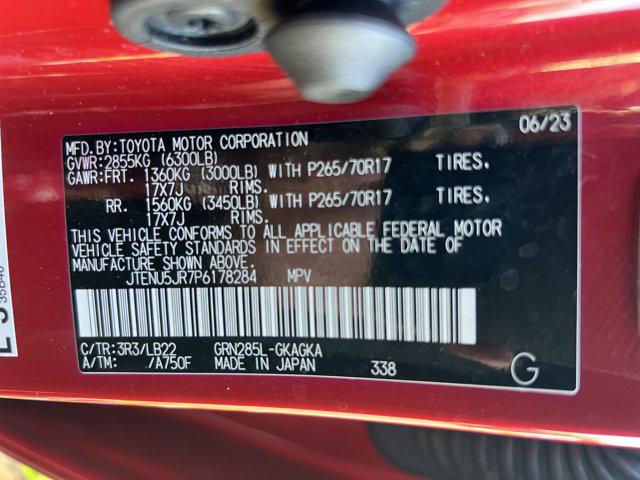 06/23
MFD.BY:TOYOTA MOTOR CORPORATION
GVWR:2855KG (6300LB)
GAWR:FRT. 1360KG (3000LB) WITH P265/70R17 TIRES.
17X7J RIMS.
RR. 1560KG (3450LB) WITH P265/70R17 TIRES.
17X7J RIMS.
THIS VEHICLE CONFORMS TO ALL APPLICABLE FEDERAL MOTOR
VEHICLE SAFETY STANDARDS IN EFFECT ON THE DATE OF
MANUFACTURE SHOWN ABOVE.
JTENU5JR7P6178284 MPV
C/TR:3R3/LB22 GRN285L-GKAGKA
A/TM: /A750F MADE IN JAPAN 338 G